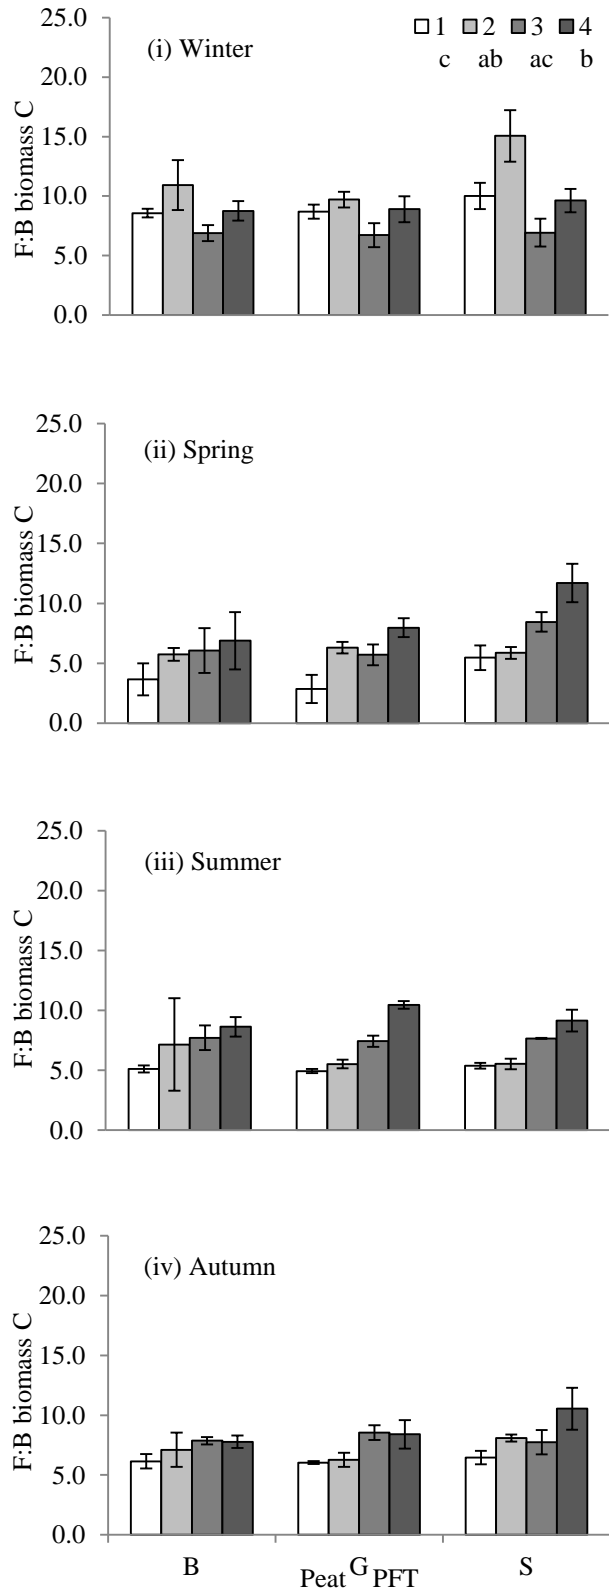 25.0
20.0
15.0
10.0
5.0
0.0
F:B biomass C
(i) Winter
1 2 3 4
c ab ac b
25.0
20.0
15.0
10.0
5.0
0.0
F:B biomass C
(ii) Spring
25.0
20.0
15.0
10.0
5.0
0.0
F:B biomass C
(iii) Summer
25.0
20.0
15.0
10.0
5.0
0.0
F:B biomass C
(iv) Autumn
B G S
Peat PFT